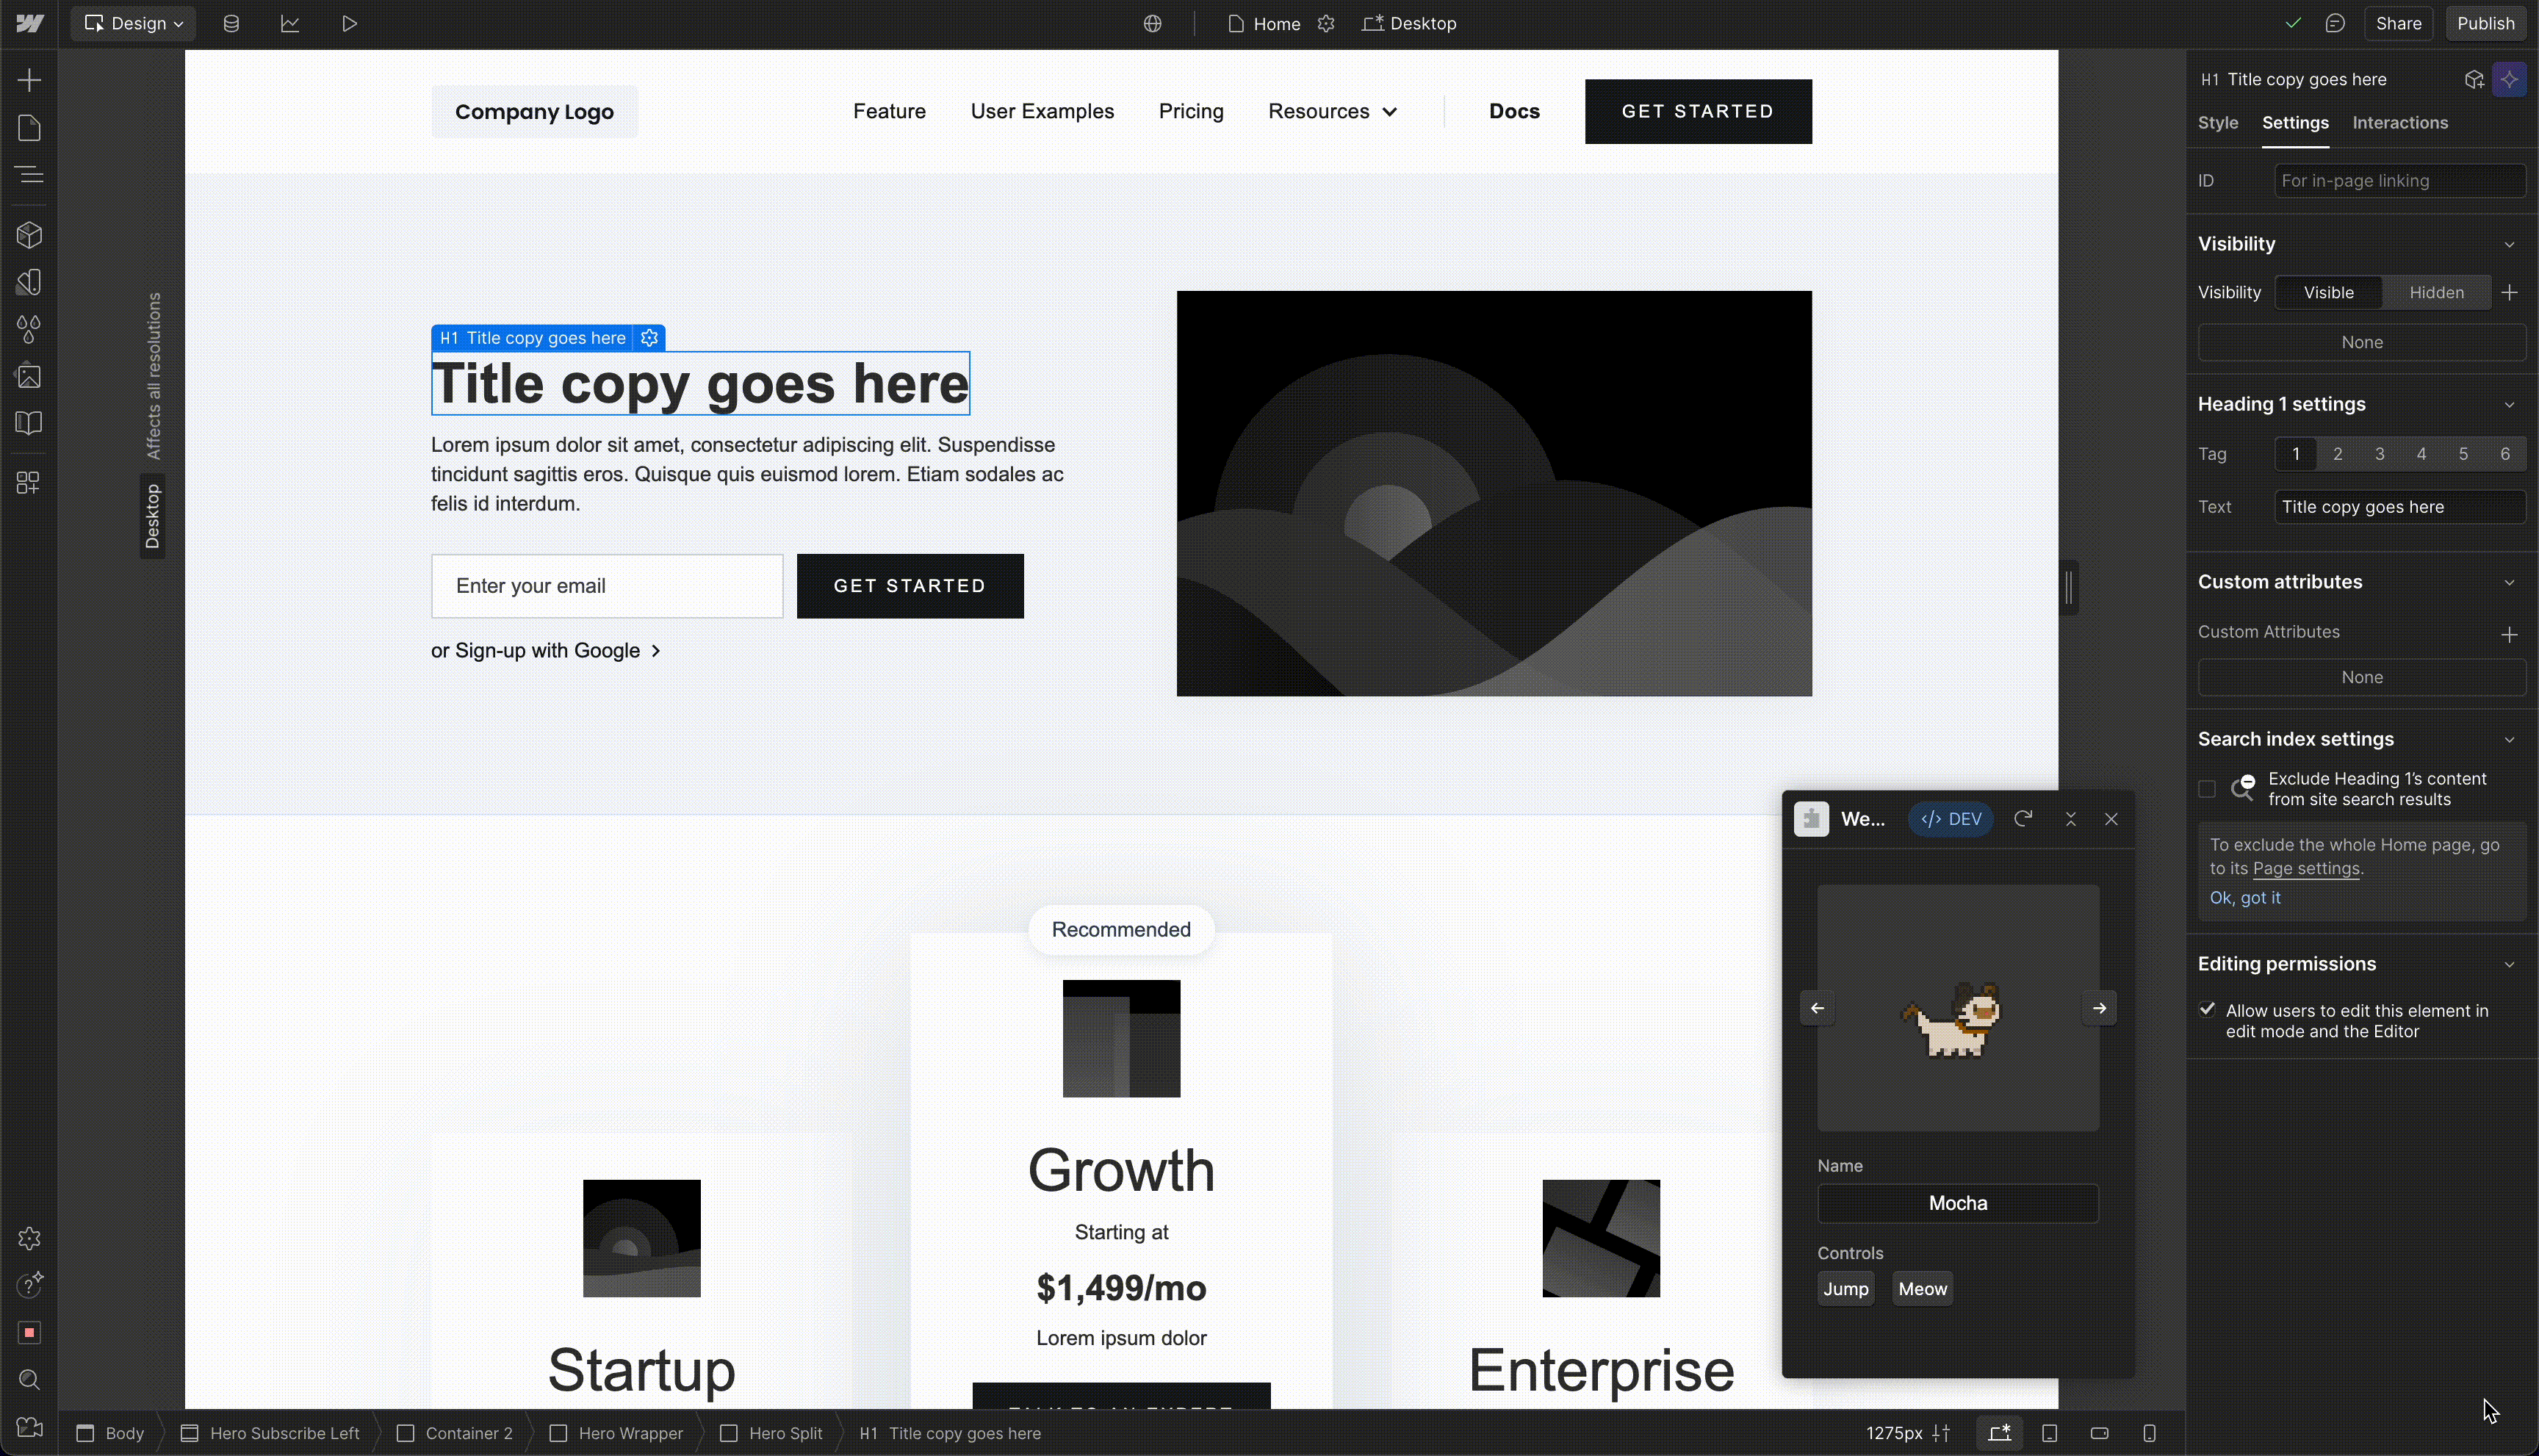 Design
Home
Desktop
Share
Publish
Affects all resolutions
Desktop
Company Logo
Feature
User Examples
Pricing
Resources
Docs
GET STARTED
H1 Title copy goes here
Title copy goes here
Lorem ipsum dolor sit amet, consectetur adipiscing elit. Suspendisse
tincidunt sagittis eros. Quisque quis euismod lorem. Etiam sodales ac
felis id interdum.
Enter your email
GET STARTED
or Sign-up with Google
Recommended
Growth
Starting at
$1,499/mo
Lorem ipsum dolor
Startup
Enterprise
We...
</> DEV
Name
Mocha
Controls
Jump
Meow
H1 Title copy goes here
Style
Settings
Interactions
ID
For in-page linking
Visibility
Visibility
Visible
Hidden
None
Heading 1 settings
Tag
1 2 3 4 5 6
Text
Title copy goes here
Custom attributes
Custom Attributes
None
Search index settings
Exclude Heading 1's content
from site search results
To exclude the whole Home page, go
to its Page settings.
Ok, got it
Editing permissions
Allow users to edit this element in
edit mode and the Editor
Body
Hero Subscribe Left
Container 2
Hero Wrapper
Hero Split
H1 Title copy goes here
1275px